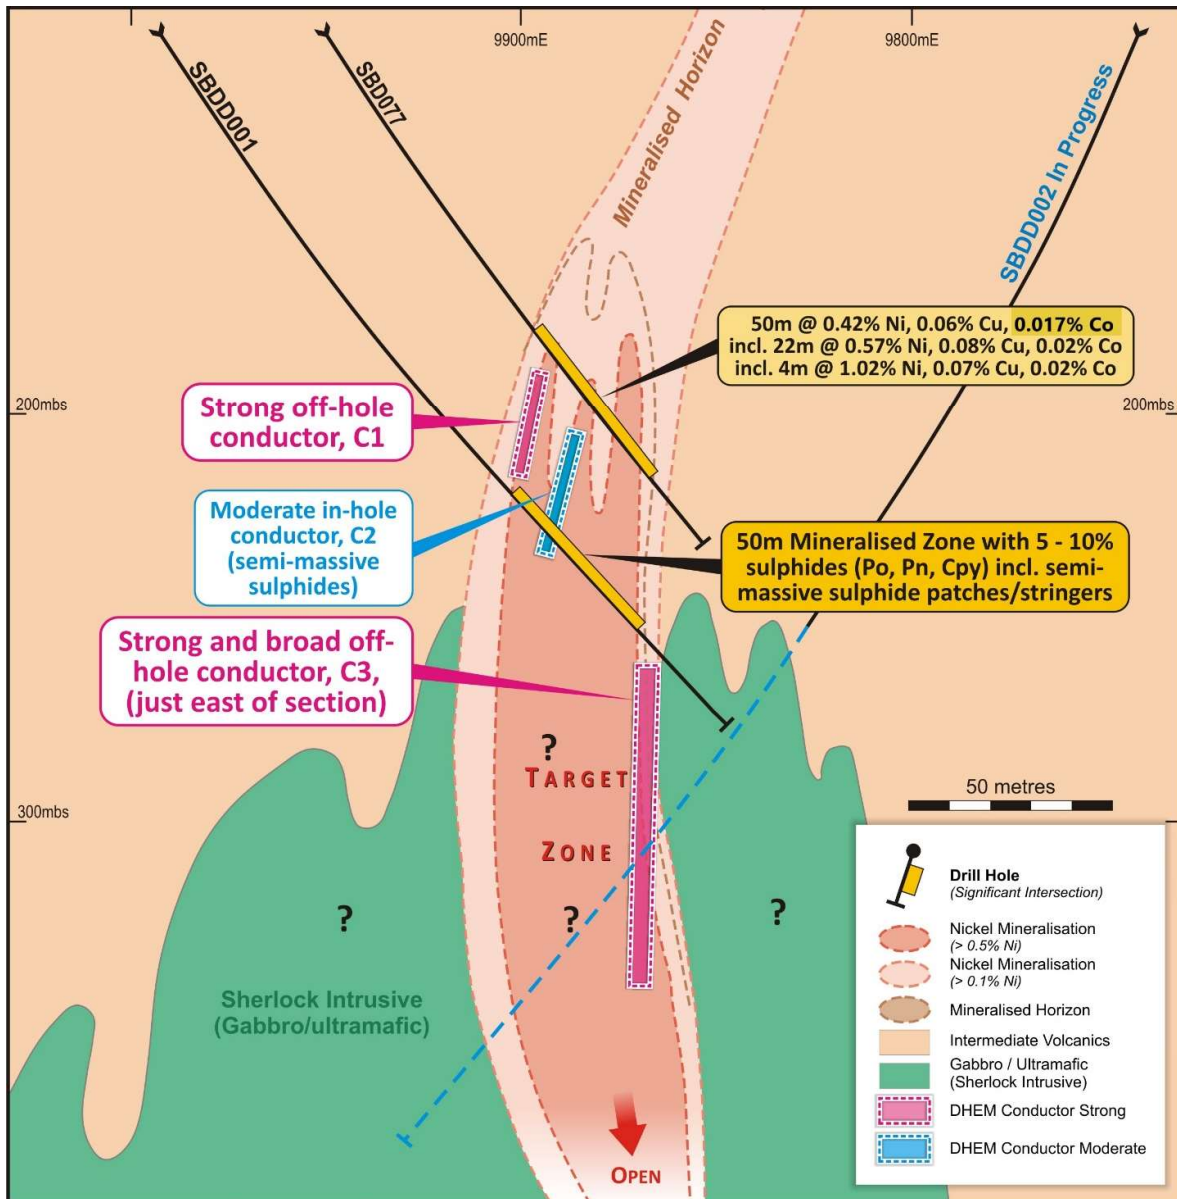 9900mE
9800mE
SBDD001
SBD077
Mineralised Horizon
SBDD002 In Progress
50m @ 0.42% Ni, 0.06% Cu, 0.017% Co
incl. 22m @ 0.57% Ni, 0.08% Cu, 0.02% Co
incl. 4m @ 1.02% Ni, 0.07% Cu, 0.02% Co
200mbs
200mbs
Strong off-hole
conductor, C1
Moderate in-hole
conductor, C2
(semi-massive
sulphides)
50m Mineralised Zone with 5 - 10%
sulphides (Po, Pn, Cpy) incl. semi-
massive sulphide patches/stringers
Strong and broad off-
hole conductor, C3,
(just east of section)
?
TARGET
ZONE
50 metres
300mbs
?
?
?
Sherlock Intrusive
(Gabbro/ultramafic)
OPEN
Drill Hole
(Significant Intersection)
Nickel Mineralisation
(> 0.5% Ni)
Nickel Mineralisation
(> 0.1% Ni)
Mineralised Horizon
Intermediate Volcanics
Gabbro / Ultramafic
(Sherlock Intrusive)
DHEM Conductor Strong
DHEM Conductor Moderate